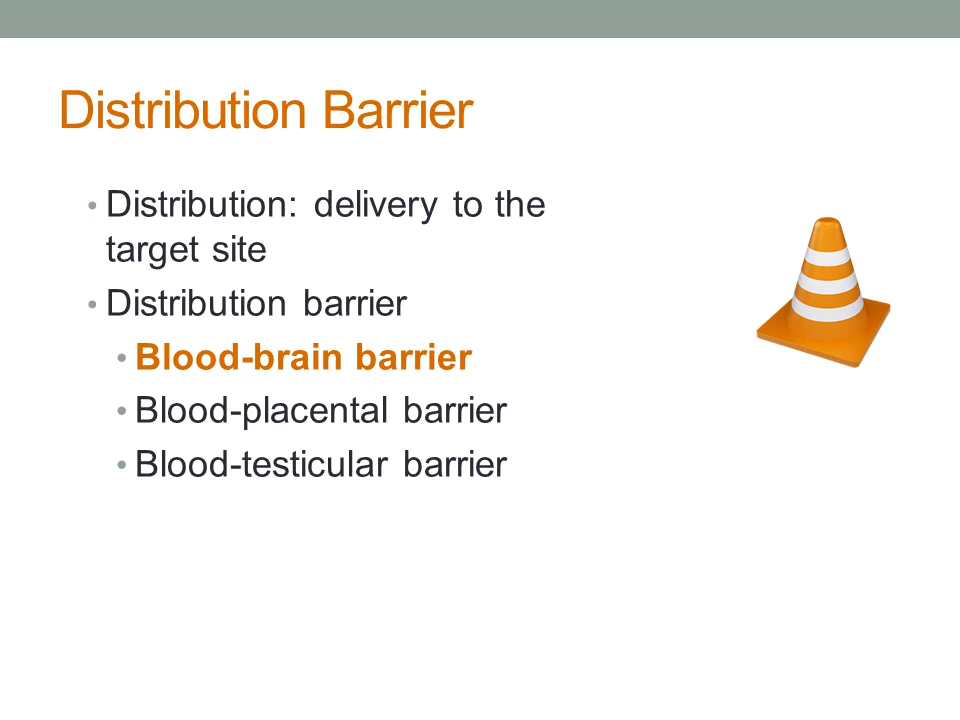 Distribution Barrier
• Distribution: delivery to the
target site
• Distribution barrier
• Blood-brain barrier
• Blood-placental barrier
• Blood-testicular barrier